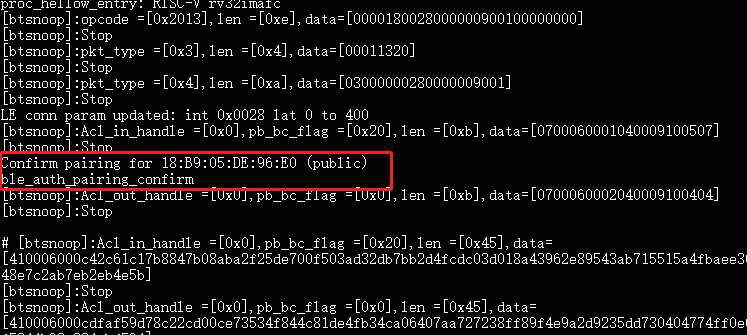 proc_hellow_entry: RISC-V rv32imafc
[btsnoop]:opcode =[0x2013],len =[0xe],data=[0000180028000000900100000000]
[btsnoop]:Stop
[btsnoop]:pkt_type =[0x3],len =[0x4],data=[00011320]
[btsnoop]:Stop
[btsnoop]:pkt_type =[0x4],len =[0xa],data=[03000000280000009001]
[btsnoop]:Stop
LE conn param updated: int 0x0028 lat 0 to 400
[btsnoop]:Acl_in_handle =[0x0],pb_bc_flag =[0x20],len =[0xb],data=[0700060001040009100507]
[btsnoop]:Stop
Confirm pairing for 18:B9:05:DE:96:E0 (public)
ble_auth_pairing_confirm
[btsnoop]:Acl_out_handle =[0x0],pb_bc_flag =[0x0],len =[0xb],data=[0700060002040009100404]
[btsnoop]:Stop
# [btsnoop]:Acl_in_handle =[0x0],pb_bc_flag =[0x20],len =[0x45],data=
[410006000c42c61c17b8847b08aba2f25de700f503ad32db7bb2d4fcdc03d018a43962e89543ab715515a4fbaee30
48e7c2ab7eb2eb4e5b]
[btsnoop]:Stop
[btsnoop]:Acl_out_handle =[0x0],pb_bc_flag =[0x0],len =[0x45],data=
[410006000cdfaf59d78c22cd00ce73534f844c81de4fb34ca06407aa727238ff89f4e9a2d9235dd730404774ff0e